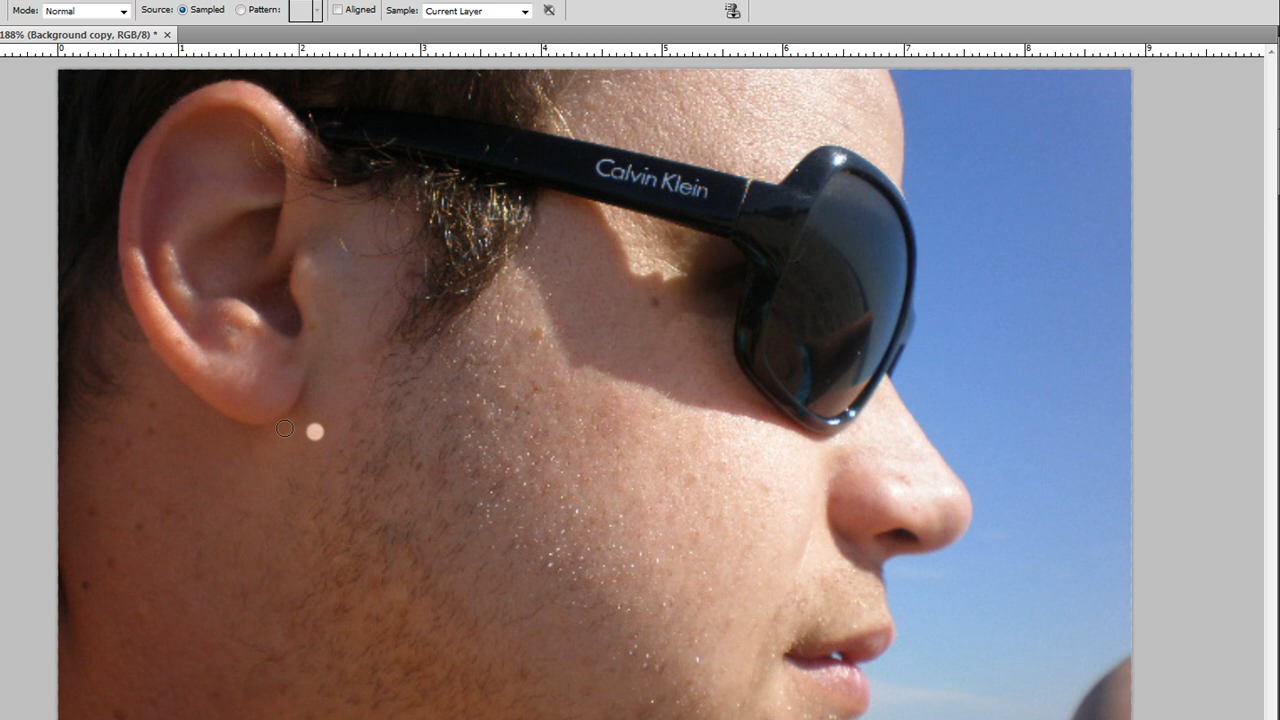 Mode: Normal Source: Sampled Pattern: Aligned Sample: Current Layer
188% (Background copy, RGB/8) * ×
0 1 2 3 4 5 6 7 8 9
Calvin Klein